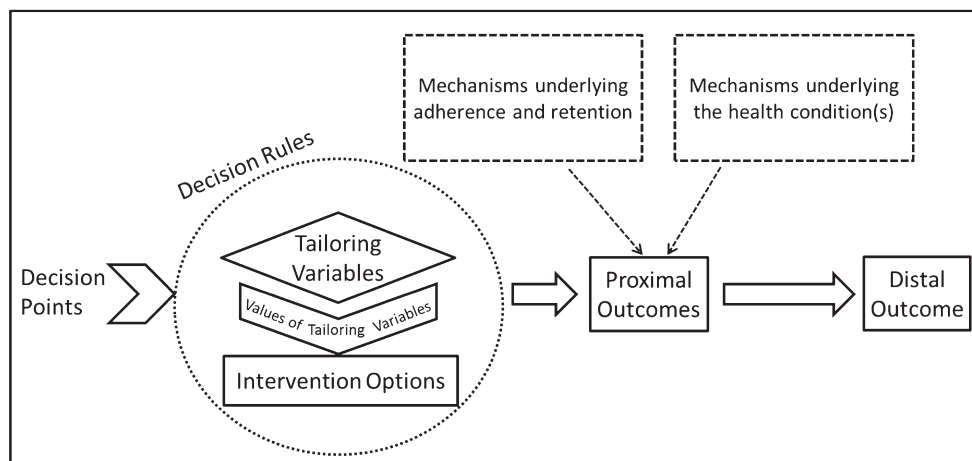 Mechanisms underlying
adherence and retention
Mechanisms underlying
the health condition(s)
Decision Rules
Decision
Points
Tailoring
Variables
Values of Tailoring Variables
Intervention Options
Proximal
Outcomes
Distal
Outcome